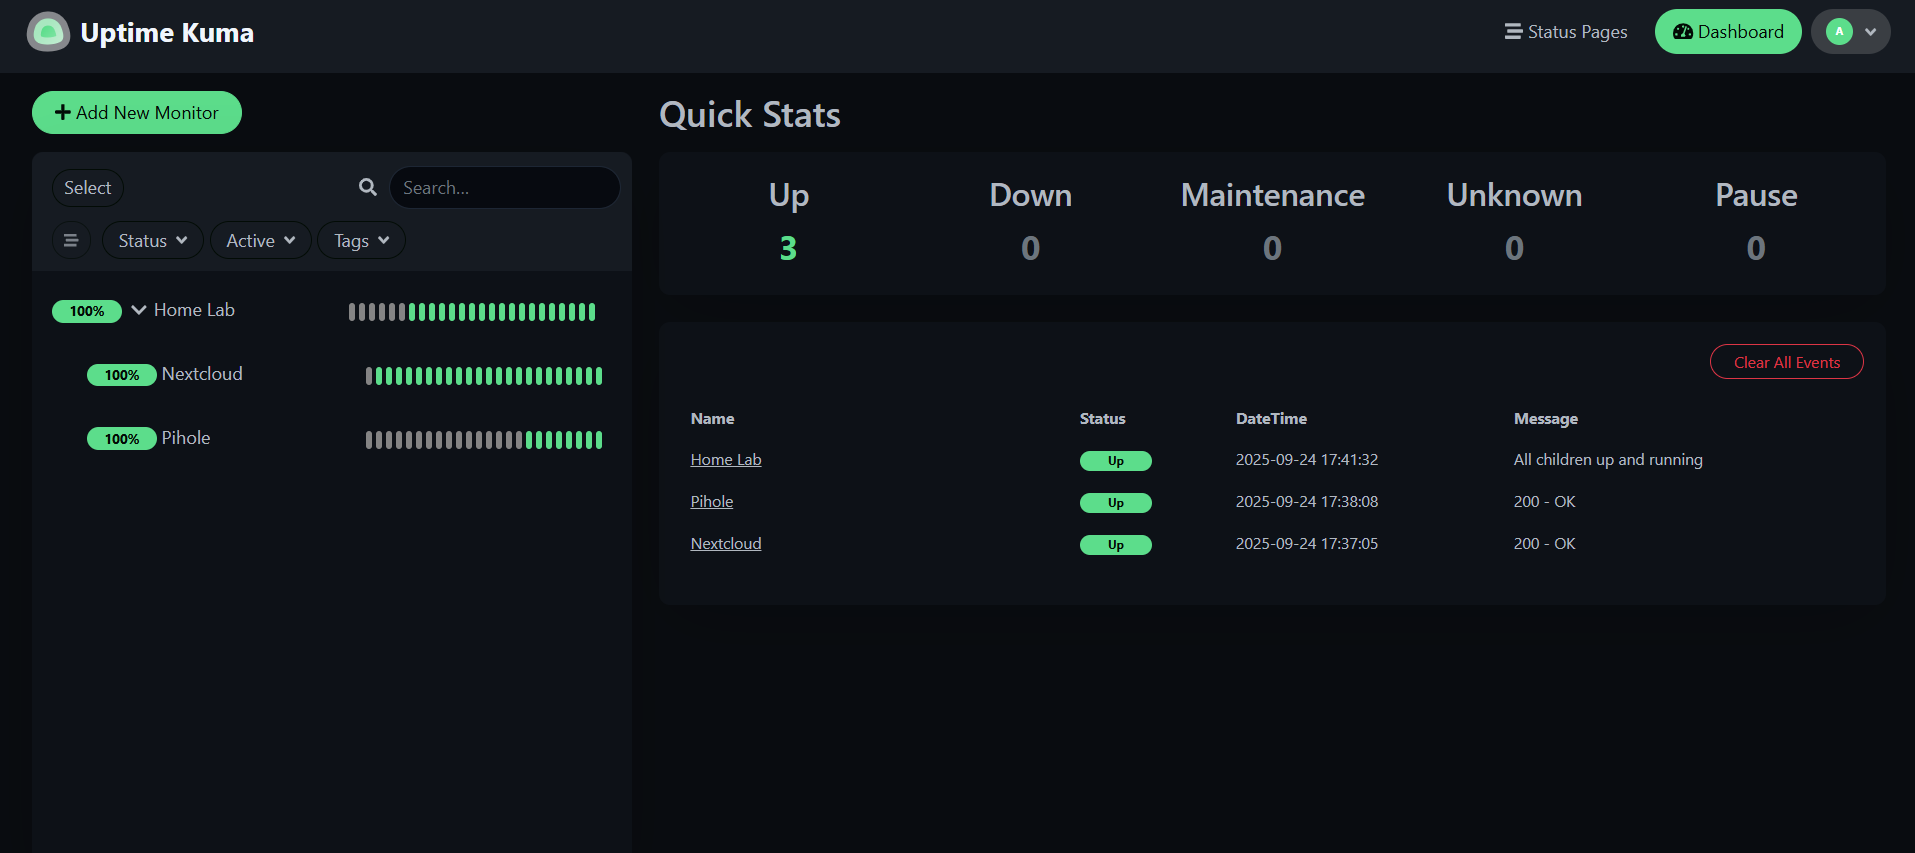 Uptime Kuma
Status Pages
Dashboard
A
Add New Monitor
Select
Search...
Status
Active
Tags
100%
Home Lab
100%
Nextcloud
100%
Pihole
Quick Stats
Up Down Maintenance Unknown Pause
3 0 0 0 0
Clear All Events
Name Status DateTime Message
Home Lab Up 2025-09-24 17:41:32 All children up and running
Pihole Up 2025-09-24 17:38:08 200 - OK
Nextcloud Up 2025-09-24 17:37:05 200 - OK